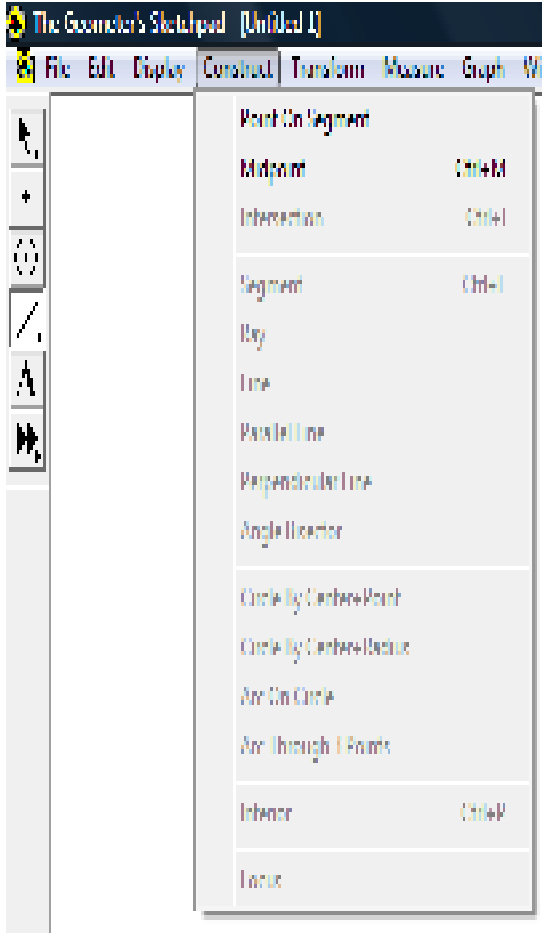 The Geometer's Sketchpad - [Untitled 1]
File Edit Display Construct Transform Measure Graph Wi
A
Point On Segment
Midpoint Ctrl+M
Intersection Ctrl+I
Segment Ctrl+L
Ray
Line
Parallel Line
Perpendicular Line
Angle Bisector
Circle By Center+Point
Circle By Center+Radius
Arc On Circle
Arc Through 3 Points
Interior Ctrl+P
Locus